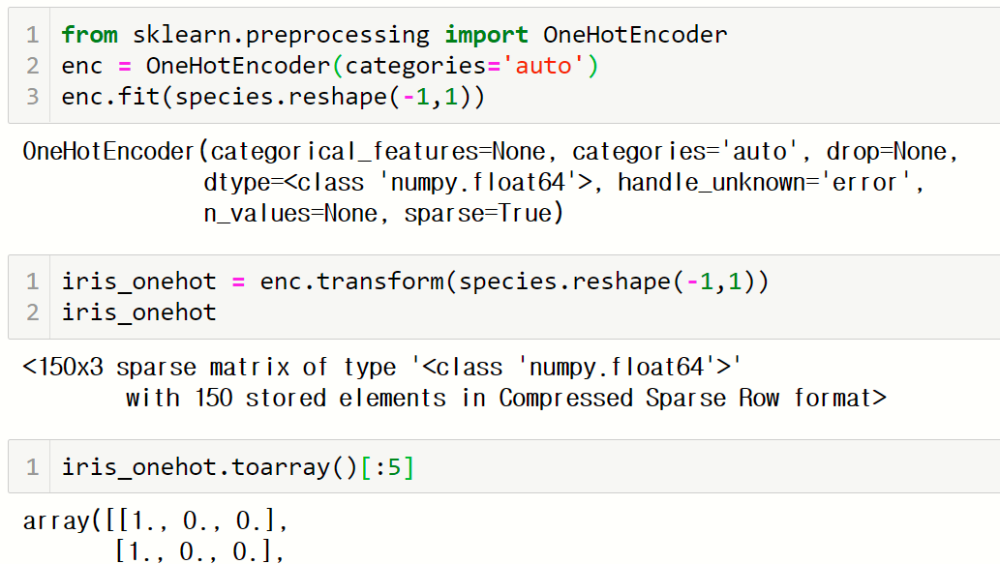 1 from sklearn.preprocessing import OneHotEncoder
2 enc = OneHotEncoder(categories='auto')
3 enc.fit(species.reshape(-1,1))
OneHotEncoder(categorical_features=None, categories='auto', drop=None,
dtype=<class 'numpy.float64'>, handle_unknown='error',
n_values=None, sparse=True)
1 iris_onehot = enc.transform(species.reshape(-1,1))
2 iris_onehot
<150x3 sparse matrix of type '<class 'numpy.float64'>'
with 150 stored elements in Compressed Sparse Row format>
1 iris_onehot.toarray()[:5]
array([[1., 0., 0.],
[1., 0., 0.],